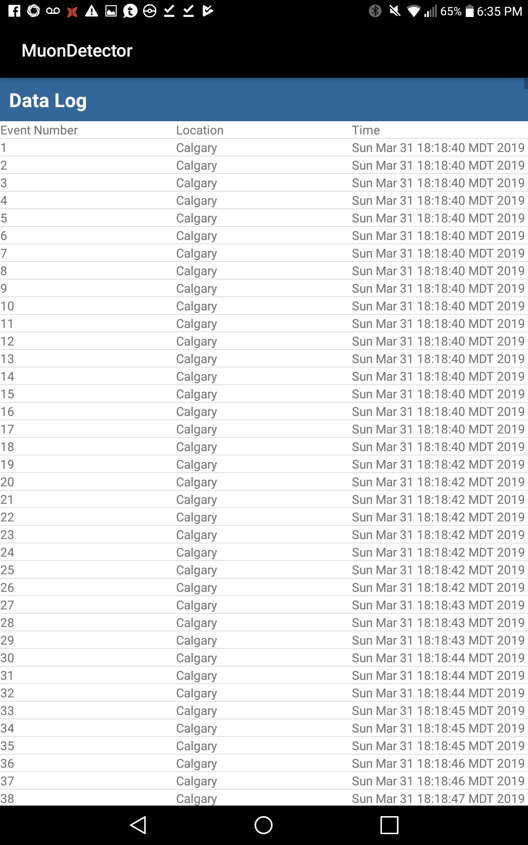 65% 6:35 PM
MuonDetector
Data Log
Event Number Location Time
1 Calgary Sun Mar 31 18:18:40 MDT 2019
2 Calgary Sun Mar 31 18:18:40 MDT 2019
3 Calgary Sun Mar 31 18:18:40 MDT 2019
4 Calgary Sun Mar 31 18:18:40 MDT 2019
5 Calgary Sun Mar 31 18:18:40 MDT 2019
6 Calgary Sun Mar 31 18:18:40 MDT 2019
7 Calgary Sun Mar 31 18:18:40 MDT 2019
8 Calgary Sun Mar 31 18:18:40 MDT 2019
9 Calgary Sun Mar 31 18:18:40 MDT 2019
10 Calgary Sun Mar 31 18:18:40 MDT 2019
11 Calgary Sun Mar 31 18:18:40 MDT 2019
12 Calgary Sun Mar 31 18:18:40 MDT 2019
13 Calgary Sun Mar 31 18:18:40 MDT 2019
14 Calgary Sun Mar 31 18:18:40 MDT 2019
15 Calgary Sun Mar 31 18:18:40 MDT 2019
16 Calgary Sun Mar 31 18:18:40 MDT 2019
17 Calgary Sun Mar 31 18:18:40 MDT 2019
18 Calgary Sun Mar 31 18:18:40 MDT 2019
19 Calgary Sun Mar 31 18:18:42 MDT 2019
20 Calgary Sun Mar 31 18:18:42 MDT 2019
21 Calgary Sun Mar 31 18:18:42 MDT 2019
22 Calgary Sun Mar 31 18:18:42 MDT 2019
23 Calgary Sun Mar 31 18:18:42 MDT 2019
24 Calgary Sun Mar 31 18:18:42 MDT 2019
25 Calgary Sun Mar 31 18:18:42 MDT 2019
26 Calgary Sun Mar 31 18:18:42 MDT 2019
27 Calgary Sun Mar 31 18:18:43 MDT 2019
28 Calgary Sun Mar 31 18:18:43 MDT 2019
29 Calgary Sun Mar 31 18:18:43 MDT 2019
30 Calgary Sun Mar 31 18:18:44 MDT 2019
31 Calgary Sun Mar 31 18:18:44 MDT 2019
32 Calgary Sun Mar 31 18:18:44 MDT 2019
33 Calgary Sun Mar 31 18:18:45 MDT 2019
34 Calgary Sun Mar 31 18:18:45 MDT 2019
35 Calgary Sun Mar 31 18:18:45 MDT 2019
36 Calgary Sun Mar 31 18:18:46 MDT 2019
37 Calgary Sun Mar 31 18:18:46 MDT 2019
38 Calgary Sun Mar 31 18:18:47 MDT 2019